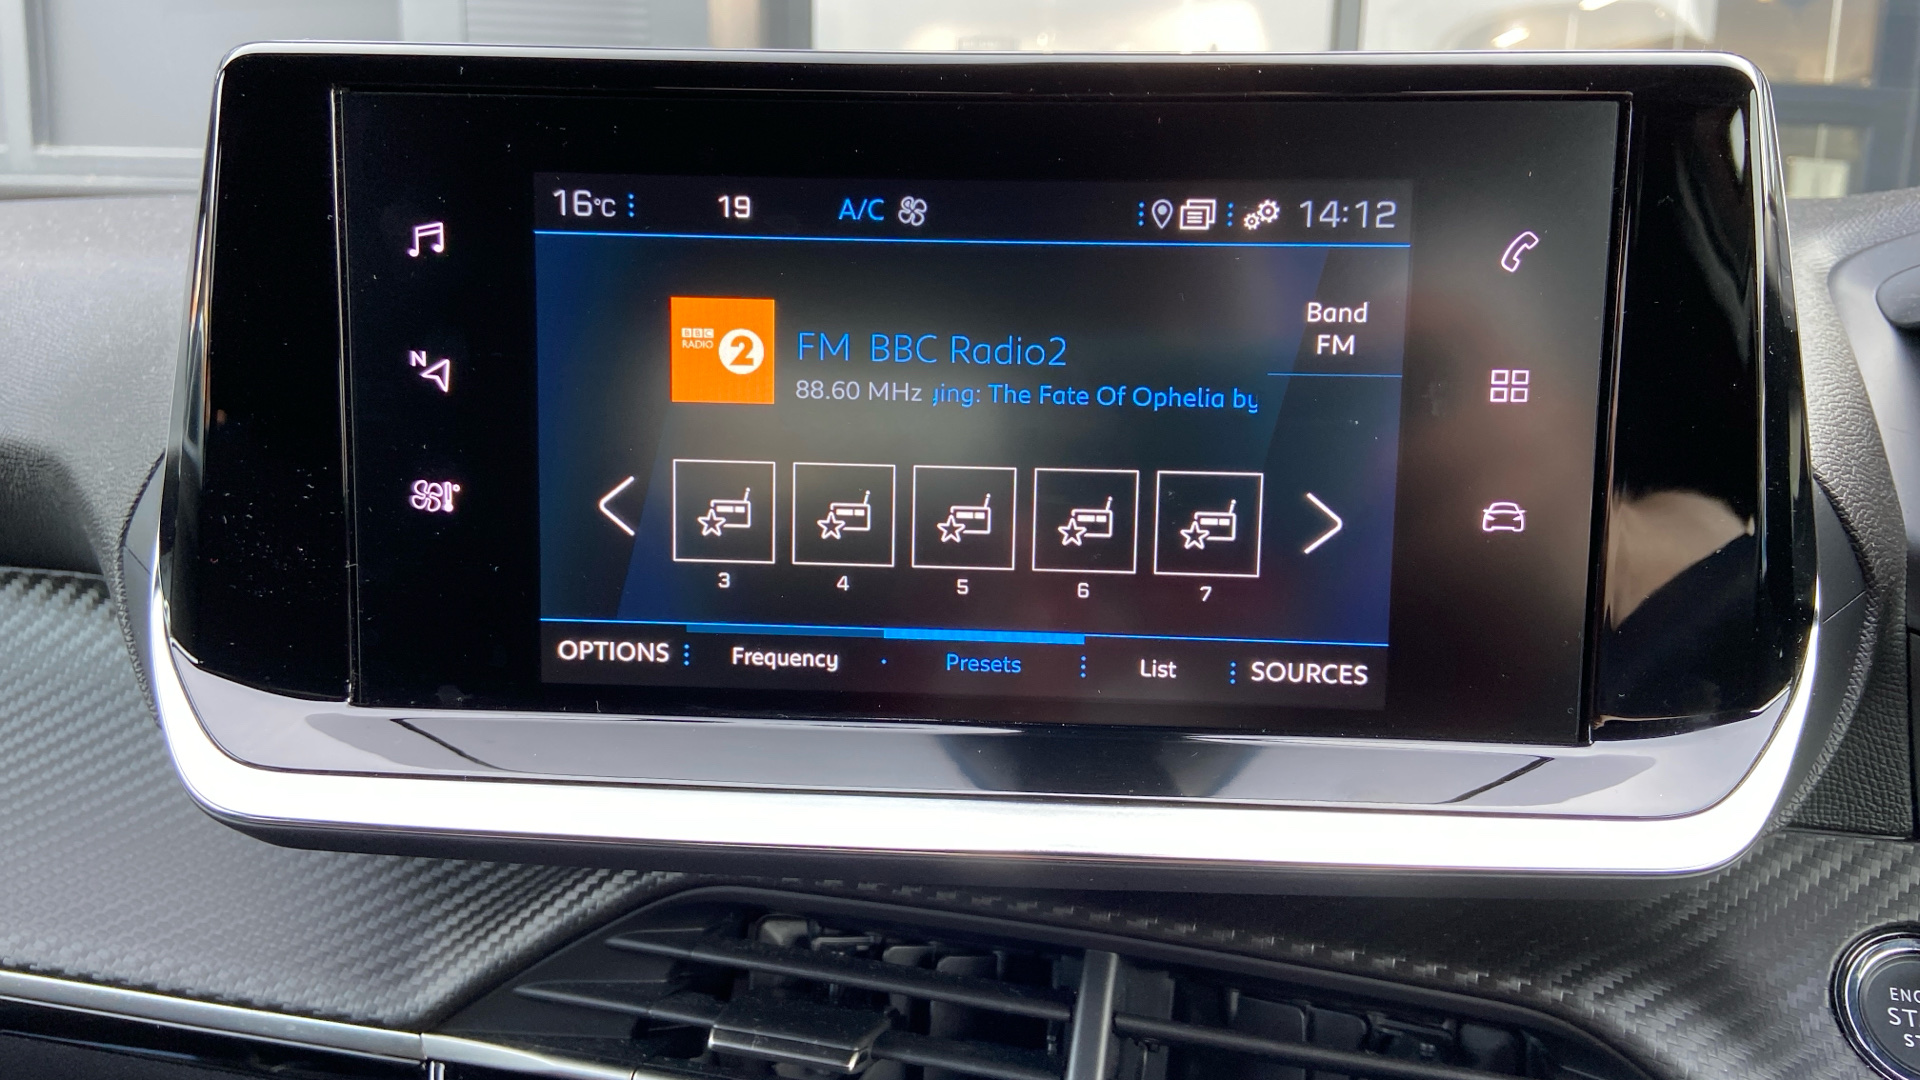 16°C 19 A/C 14:12
N
BBC
RADIO
2
FM BBC Radio2
88.60 MHz ying: The Fate Of Ophelia by
Band
FM
3 4 5 6 7
OPTIONS Frequency Presets List SOURCES